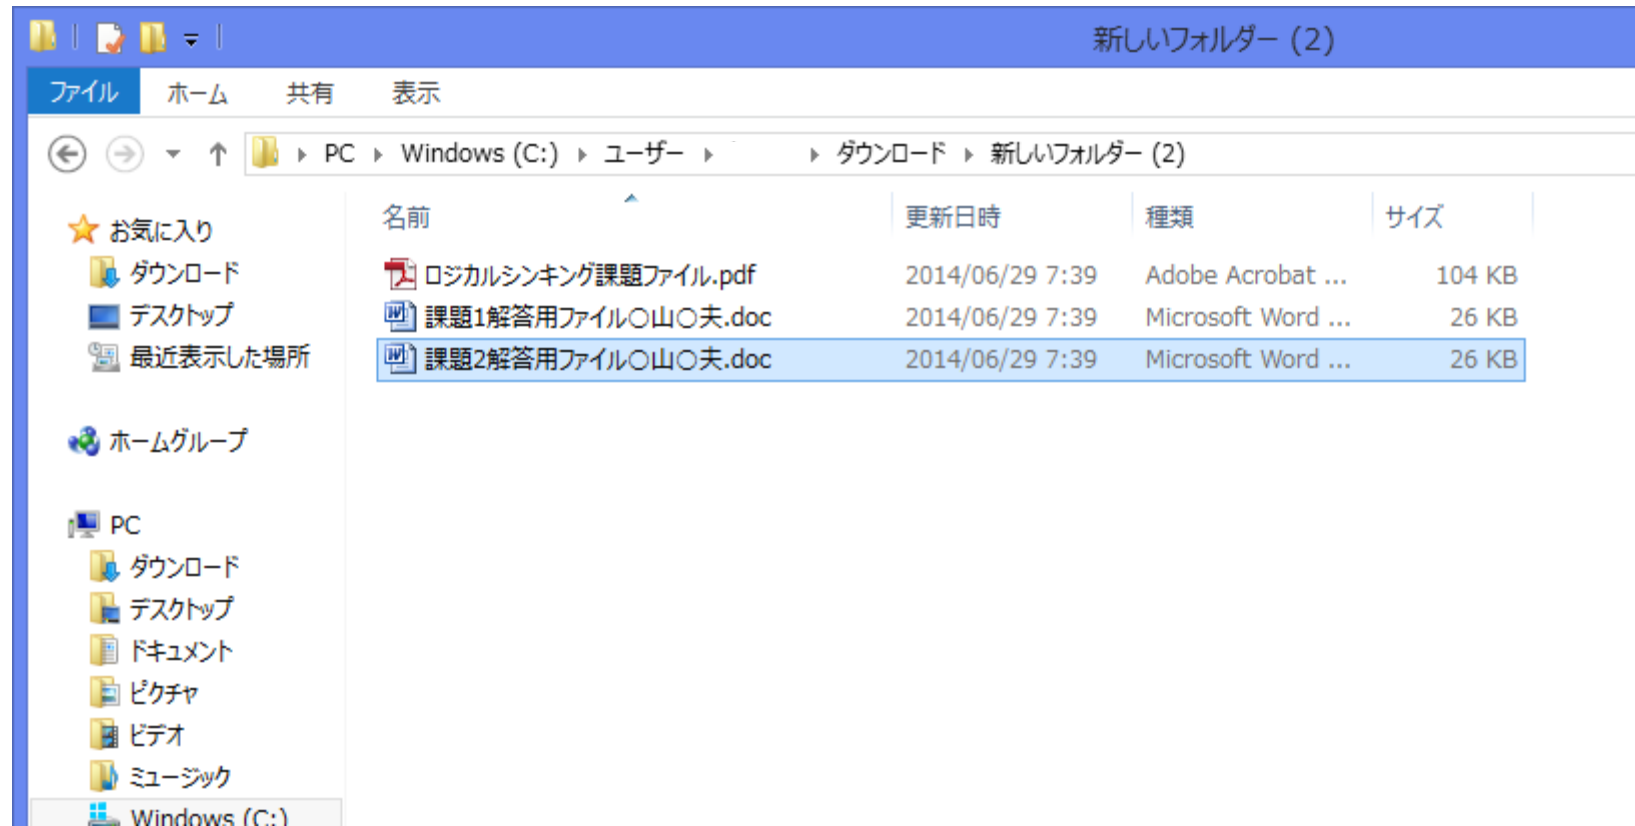 新しいフォルダー (2)
ファイル ホーム 共有 表示
PC Windows (C:) ユーザー ダウンロード 新しいフォルダー (2)
名前 更新日時 種類 サイズ
ロジカルシンキング課題ファイル.pdf 2014/06/29 7:39 Adobe Acrobat ... 104 KB
課題1解答用ファイル○山○夫.doc 2014/06/29 7:39 Microsoft Word ... 26 KB
課題2解答用ファイル○山○夫.doc 2014/06/29 7:39 Microsoft Word ... 26 KB
お気に入り
ダウンロード
デスクトップ
最近表示した場所
ホームグループ
PC
ダウンロード
デスクトップ
ドキュメント
ピクチャ
ビデオ
ミュージック
Windows (C:)